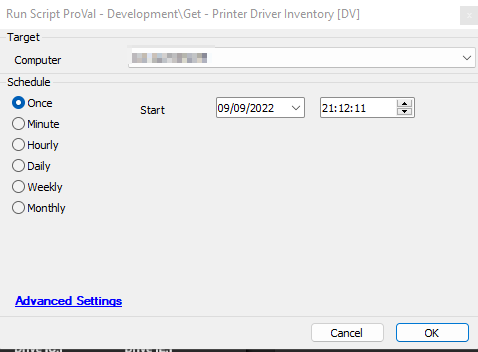 Run Script ProVal - Development\Get - Printer Driver Inventory [DV]
Target
Computer
Schedule
Once
Start
09/09/2022
21:12:11
Minute
Hourly
Daily
Weekly
Monthly
Advanced Settings
Cancel
OK